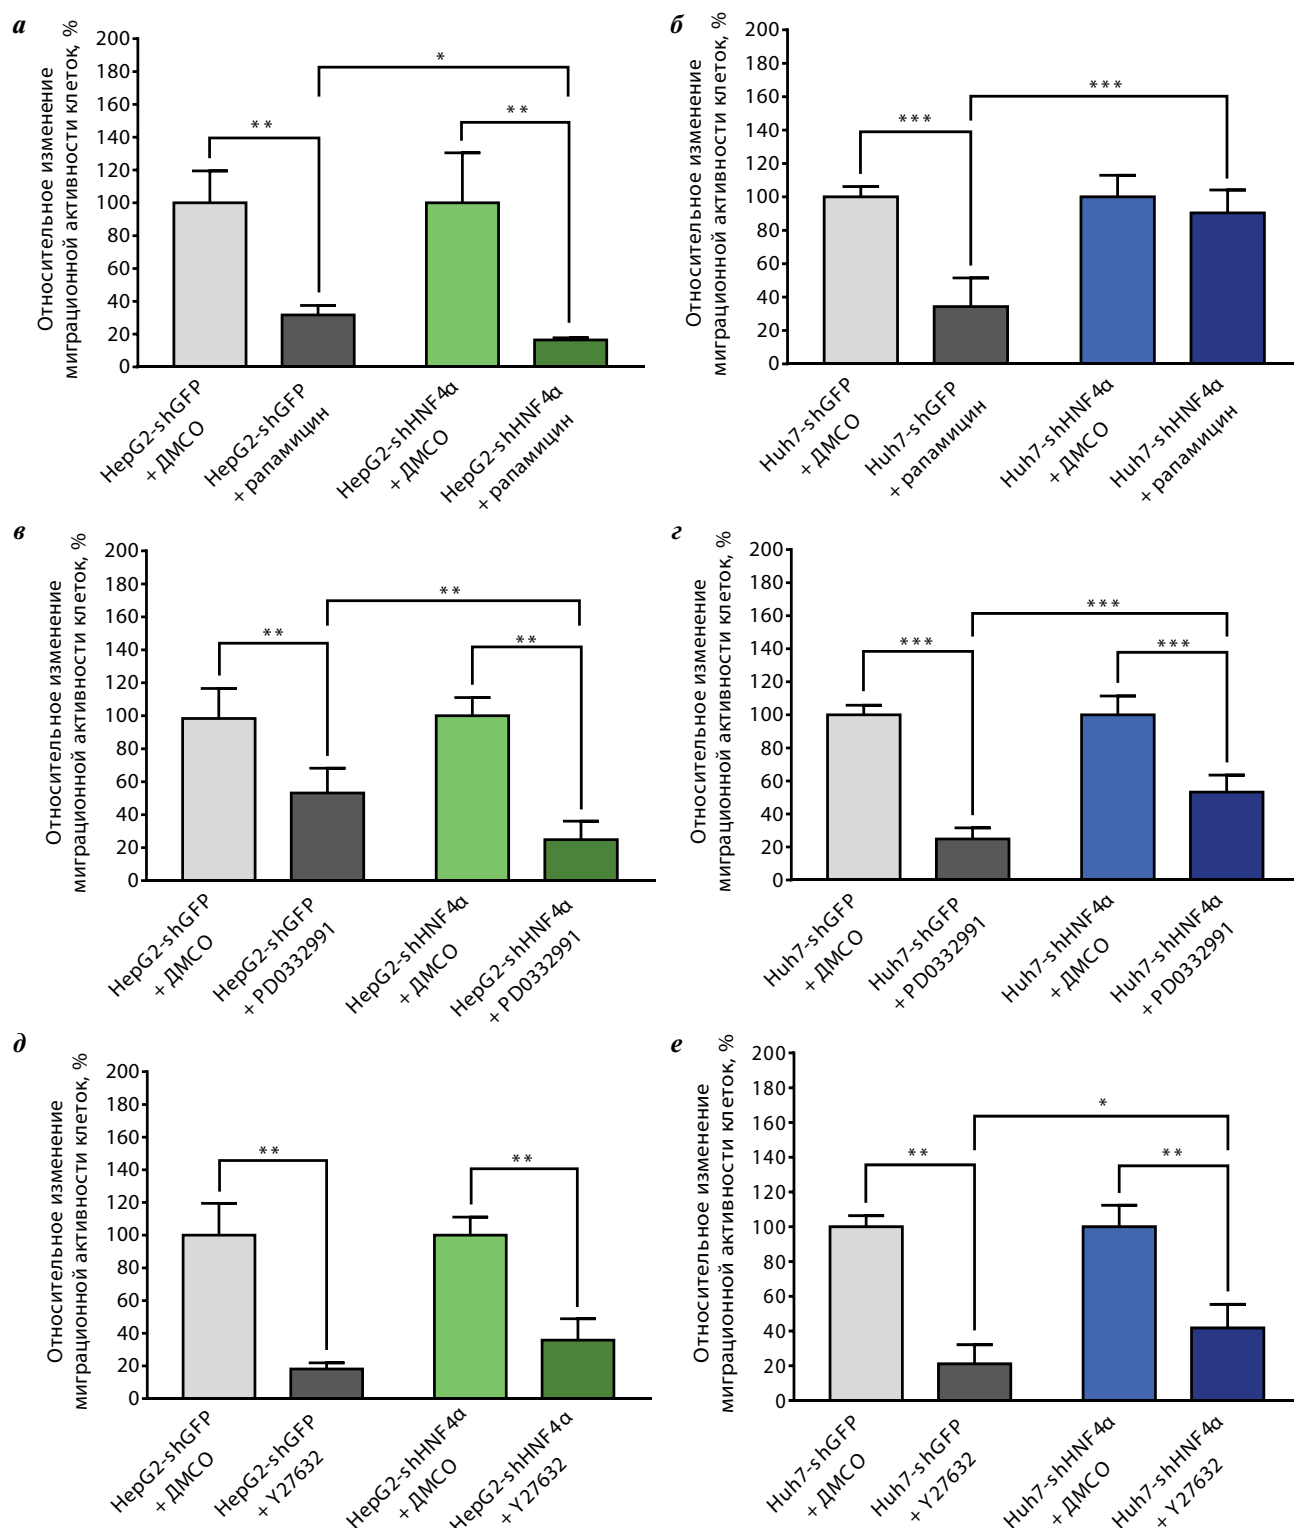 а
Относительное изменение
миграционной активности клеток, %
200
180
160
140
120
100
80
60
40
20
0
*
**
**
HepG2-shGFP
+ ДМСО
HepG2-shGFP
+ рапамицин
HepG2-shHNF4α
+ ДМСО
HepG2-shHNF4α
+ рапамицин
б
Относительное изменение
миграционной активности клеток, %
200
180
160
140
120
100
80
60
40
20
0
***
***
Huh7-shGFP
+ ДМСО
Huh7-shGFP
+ рапамицин
Huh7-shHNF4α
+ ДМСО
Huh7-shHNF4α
+ рапамицин
в
Относительное изменение
миграционной активности клеток, %
200
180
160
140
120
100
80
60
40
20
0
**
**
**
HepG2-shGFP
+ ДМСО
HepG2-shGFP
+ PD0332991
HepG2-shHNF4α
+ ДМСО
HepG2-shHNF4α
+ PD0332991
г
Относительное изменение
миграционной активности клеток, %
200
180
160
140
120
100
80
60
40
20
0
***
***
***
Huh7-shGFP
+ ДМСО
Huh7-shGFP
+ PD0332991
Huh7-shHNF4α
+ ДМСО
Huh7-shHNF4α
+ PD0332991
д
Относительное изменение
миграционной активности клеток, %
200
180
160
140
120
100
80
60
40
20
0
**
**
HepG2-shGFP
+ ДМСО
HepG2-shGFP
+ Y27632
HepG2-shHNF4α
+ ДМСО
HepG2-shHNF4α
+ Y27632
е
Относительное изменение
миграционной активности клеток, %
200
180
160
140
120
100
80
60
40
20
0
*
**
**
Huh7-shGFP
+ ДМСО
Huh7-shGFP
+ Y27632
Huh7-shHNF4α
+ ДМСО
Huh7-shHNF4α
+ Y27632